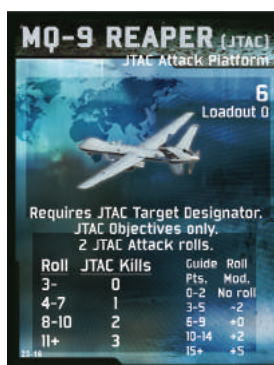 MQ-9 REAPER (JTAC)
JTAC Attack Platform
6
Loadout 0
Requires JTAC Target Designator.
JTAC Objectives only.
2 JTAC Attack rolls.
Roll JTAC Kills
3- 0
4-7 1
8-10 2
11+ 3
Guide Roll
Pts. Mod.
0-2 No roll
3-5 -2
6-9 +0
10-14 +2
15+ +5